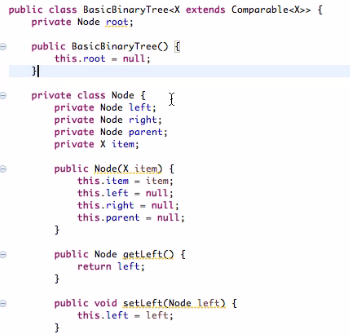 public class BasicBinaryTree<X extends Comparable<X>> {
    private Node root;

    public BasicBinaryTree() {
        this.root = null;
    }

    private class Node {
        private Node left;
        private Node right;
        private Node parent;
        private X item;

        public Node(X item) {
            this.item = item;
            this.left = null;
            this.right = null;
            this.parent = null;
        }

        public Node getLeft() {
            return left;
        }

        public void setLeft(Node left) {
            this.left = left;
        }